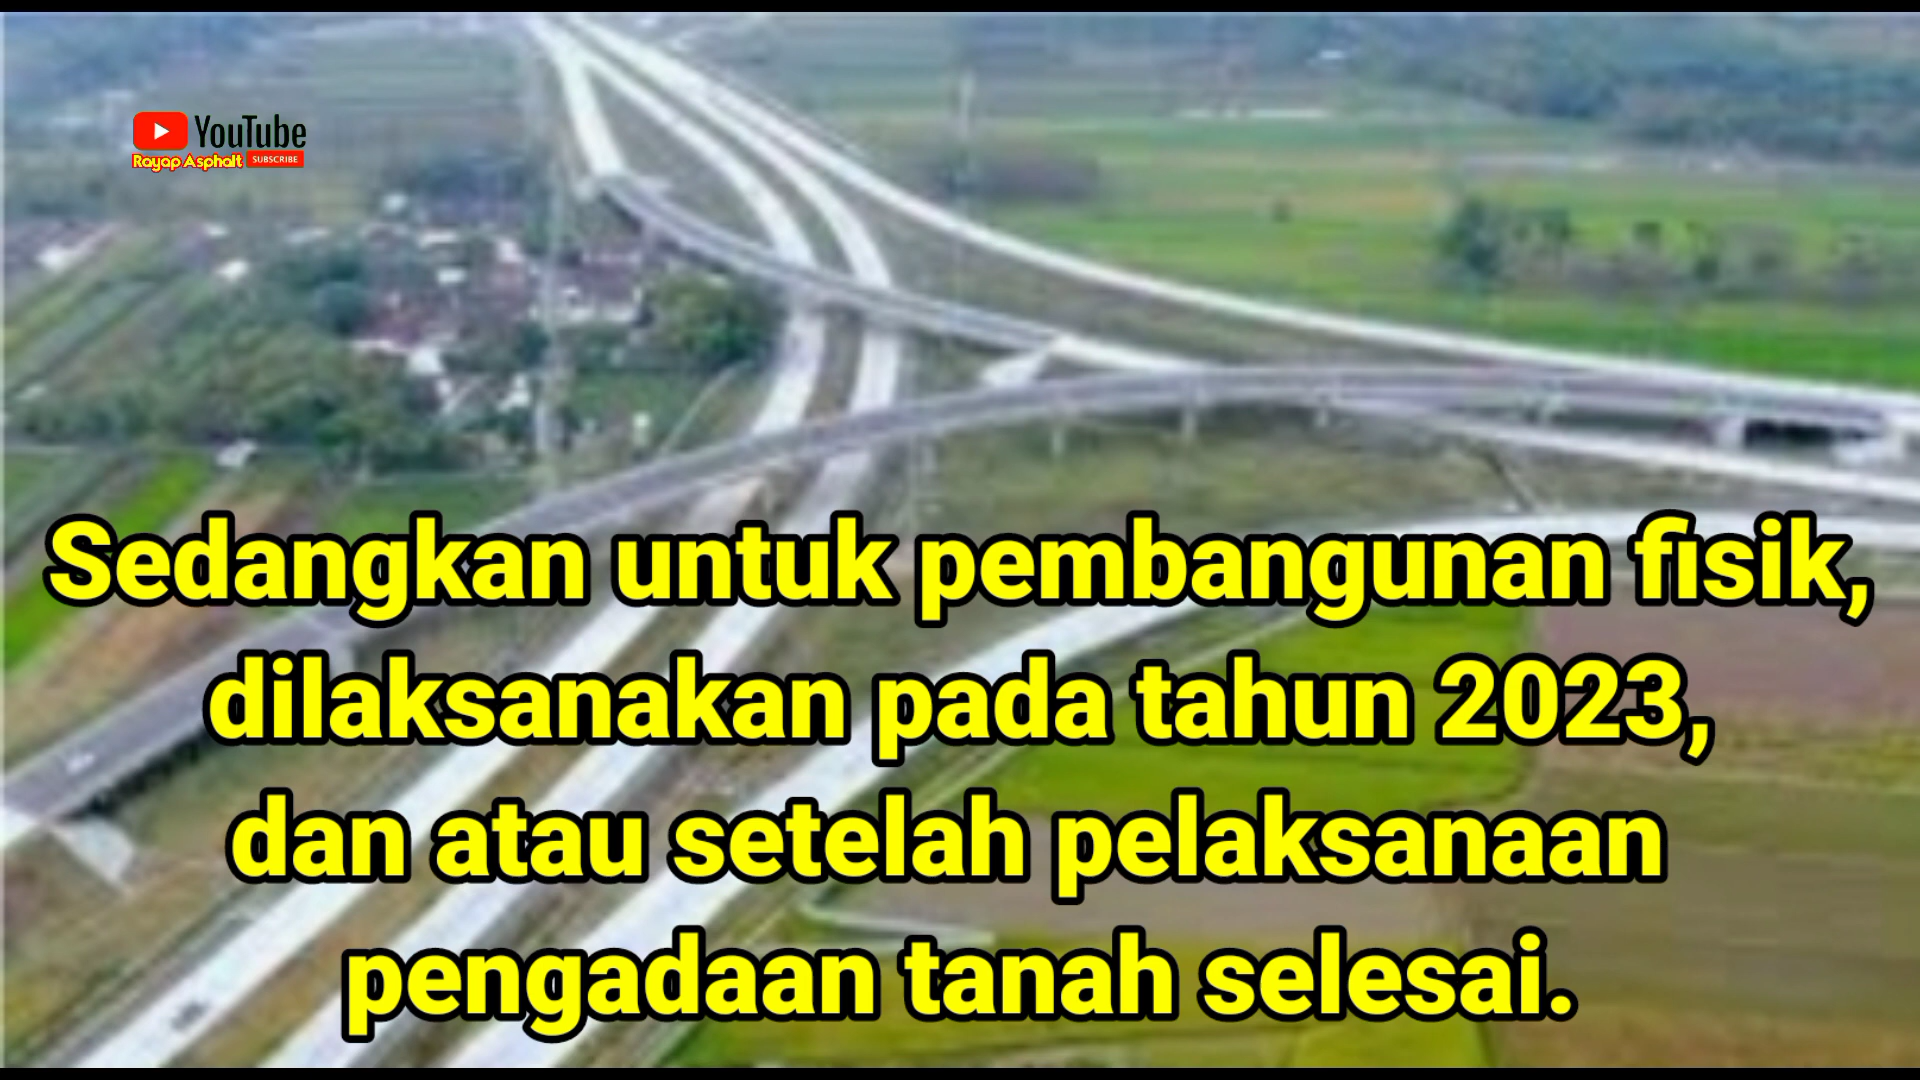 YouTube
Rayap Asphalt SUBSCRIBE
Sedangkan untuk pembangunan fisik,
dilaksanakan pada tahun 2023,
dan atau setelah pelaksanaan
pengadaan tanah selesai.